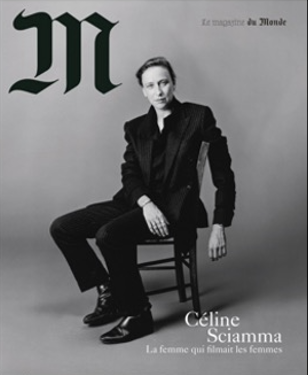 M
Le magazine du Monde
Céline
Sciamma
La femme qui filmait les femmes